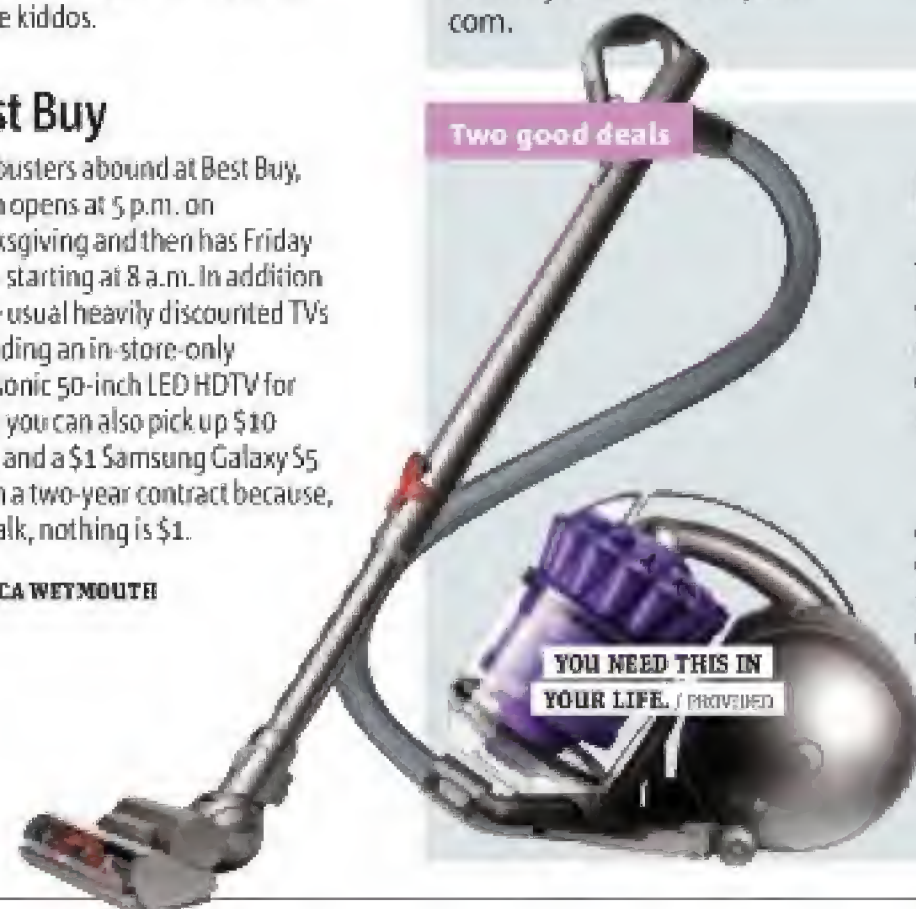 e kiddos.
st Buy
busters abound at Best Buy,
n opens at 5 p.m. on
ksgiving and then has Friday
starting at 8 a.m. In addition
usual heavily discounted TVs
ding an in-store-only
sonic 50-inch LED HDTV for
you can also pick up $10
and a $1 Samsung Galaxy S5
n a two-year contract because,
alk, nothing is $1.
CA WEYMOUTH
com.
Two good deals
YOU NEED THIS IN
YOUR LIFE. / PROVIDED